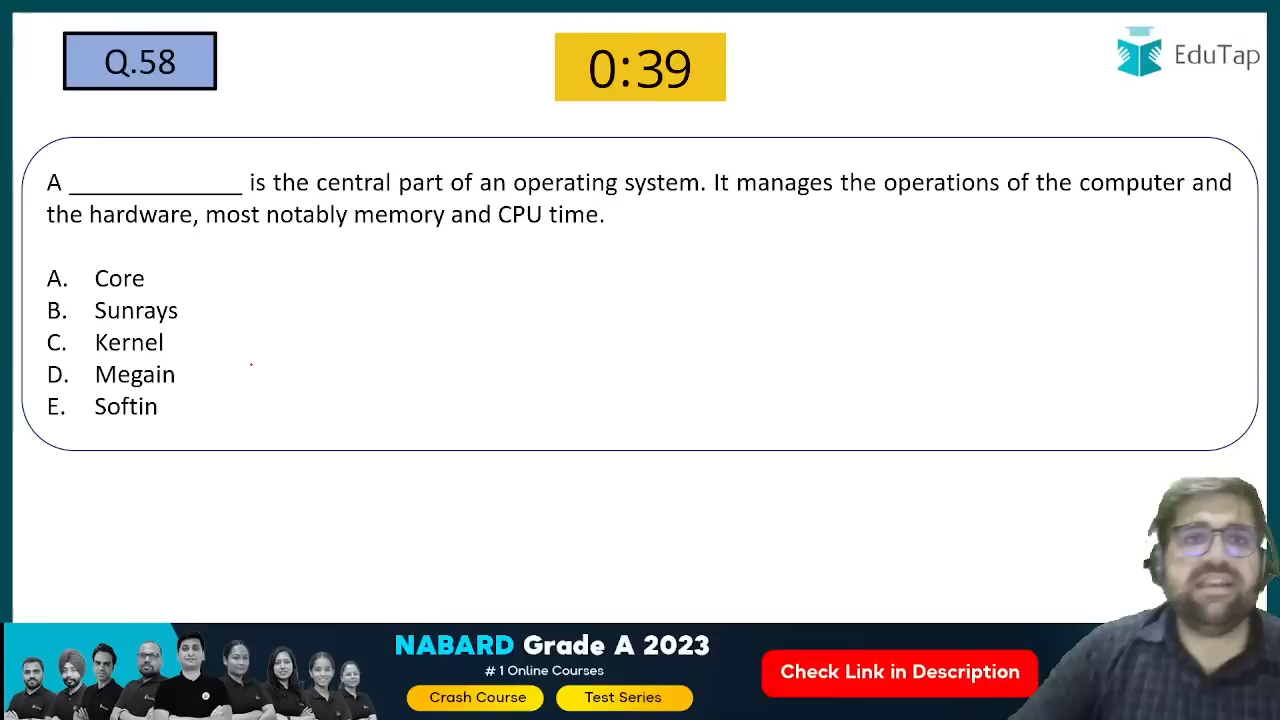 Q.58
0:39
EduTap
A ______________ is the central part of an operating system. It manages the operations of the computer and
the hardware, most notably memory and CPU time.
A. Core
B. Sunrays
C. Kernel
D. Megain
E. Softin
NABARD Grade A 2023
# 1 Online Courses
Crash Course
Test Series
Check Link in Description